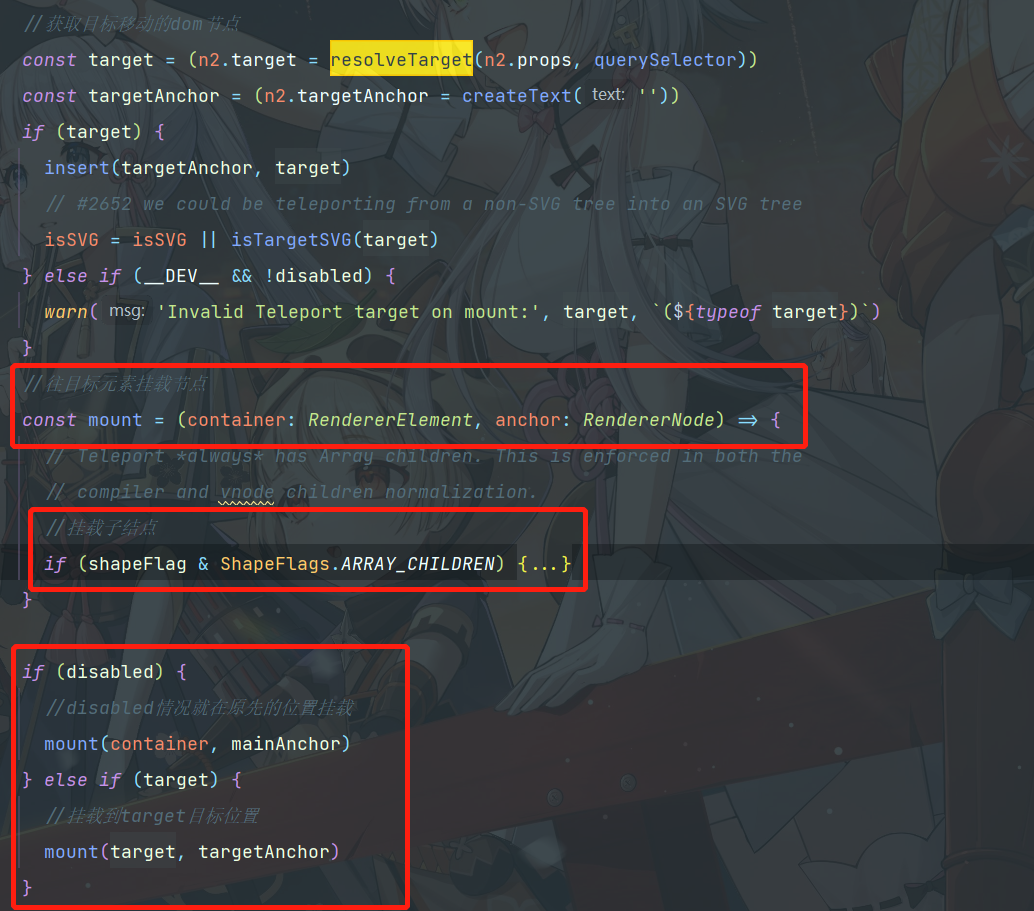 //获取目标移动的dom节点
const target = (n2.target = resolveTarget(n2.props, querySelector))
const targetAnchor = (n2.targetAnchor = createText( text: ''))
if (target) {
insert(targetAnchor, target)
// #2652 we could be teleporting from a non-SVG tree into an SVG tree
isSVG = isSVG || isTargetSVG(target)
} else if (__DEV__ && !disabled) {
warn( msg: 'Invalid Teleport target on mount:', target, `(${typeof target})`)
}
//往目标元素挂载节点
const mount = (container: RendererElement, anchor: RendererNode) => {
// Teleport *always* has Array children. This is enforced in both the
// compiler and vnode children normalization.
//挂载子结点
if (shapeFlag & ShapeFlags.ARRAY_CHILDREN) {...}
}
if (disabled) {
//disabled情况就在原先的位置挂载
mount(container, mainAnchor)
} else if (target) {
//挂载到target目标位置
mount(target, targetAnchor)
}